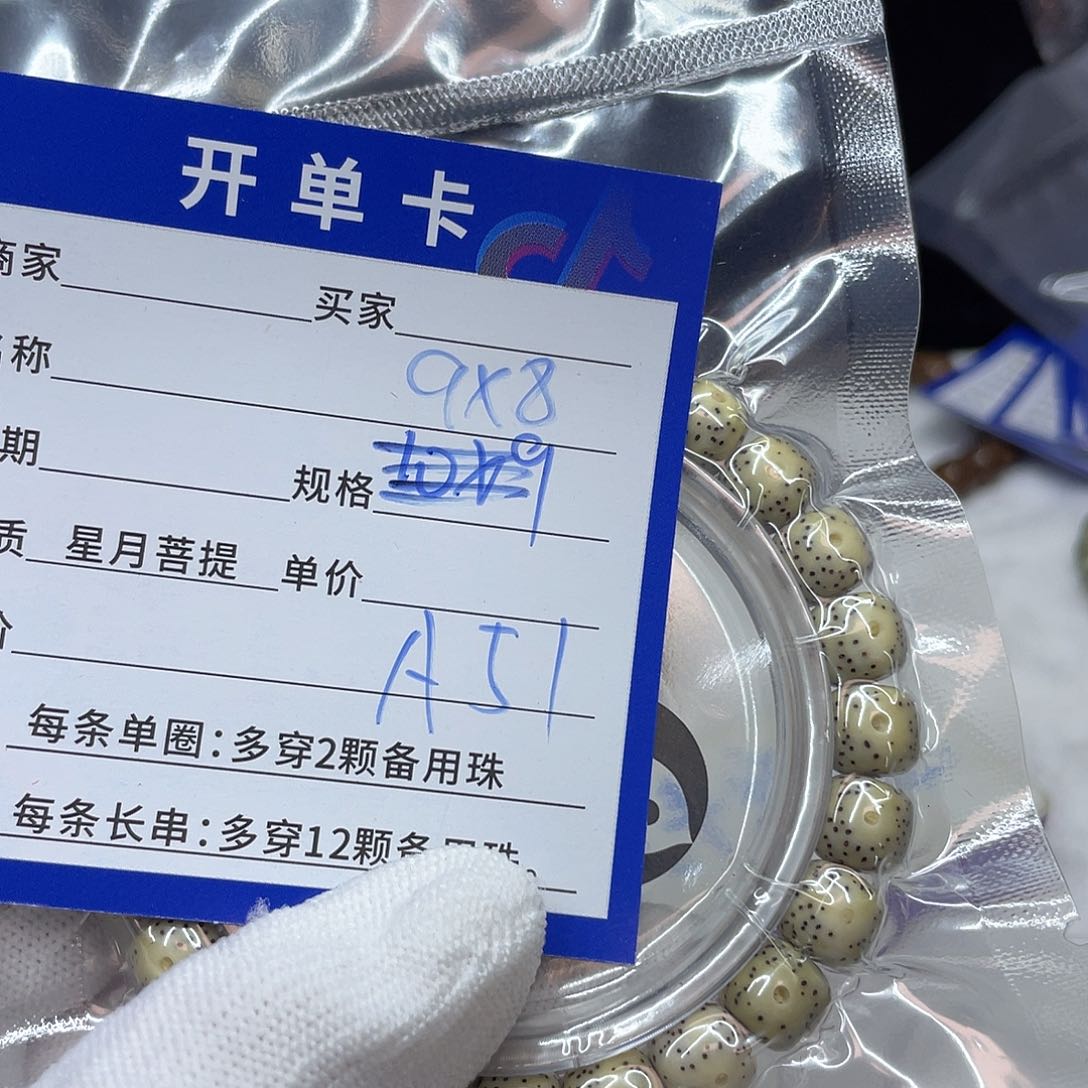 开单卡
商家 买家
名称 9X8
期 规格
质 星月菩提 单价
价 A51
每条单圈:多穿2颗备用珠
每条长串:多穿12颗备用珠。